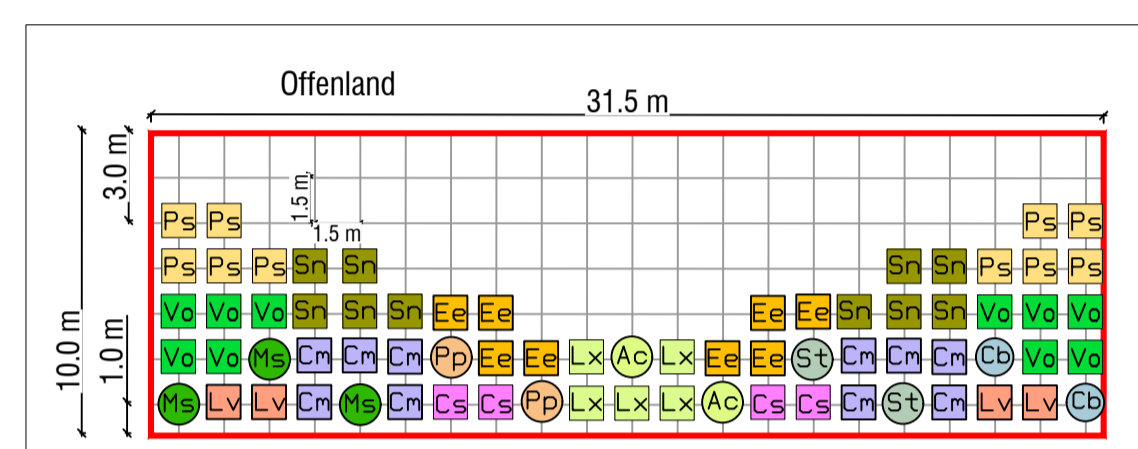 Offenland
31.5 m
3.0 m
1.5 m
1.5 m
10.0 m
1.0 m
Ps Ps Ps Ps
Ps Ps Ps Sn Sn Sn Sn Ps Ps Ps
Vo Vo Vo Sn Sn Sn Ee Ee Ee Ee Sn Sn Sn Vo Vo Vo
Vo Vo Ms Cm Cm Cm Pp Ee Ee Lx Ac Lx Ee Ee St Cm Cm Cm Cb Vo Vo
Ms Lv Lv Cm Ms Cm Cs Cs Pp Lx Lx Lx Ac Cs Cs Cm St Cm Lv Lv Cb